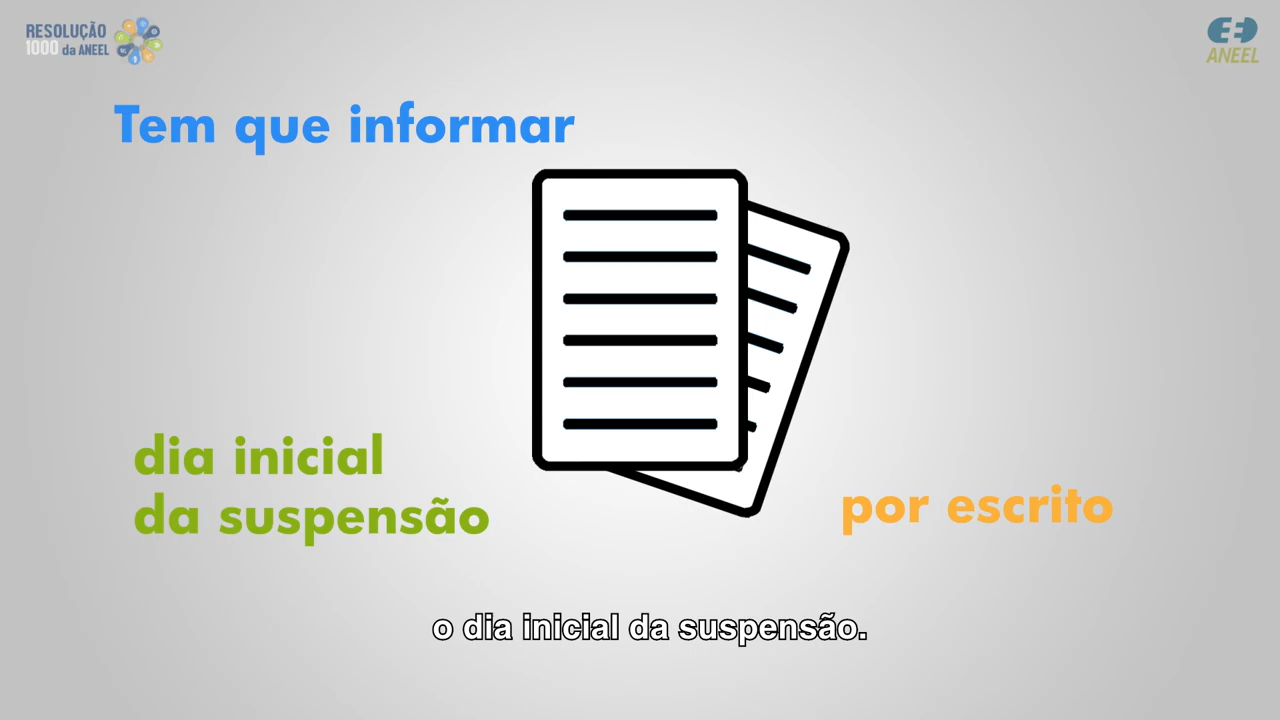 RESOLUÇÃO
1000 da ANEEL
ANEEL
Tem que informar
dia inicial
da suspensão
por escrito
o dia inicial da suspensão.